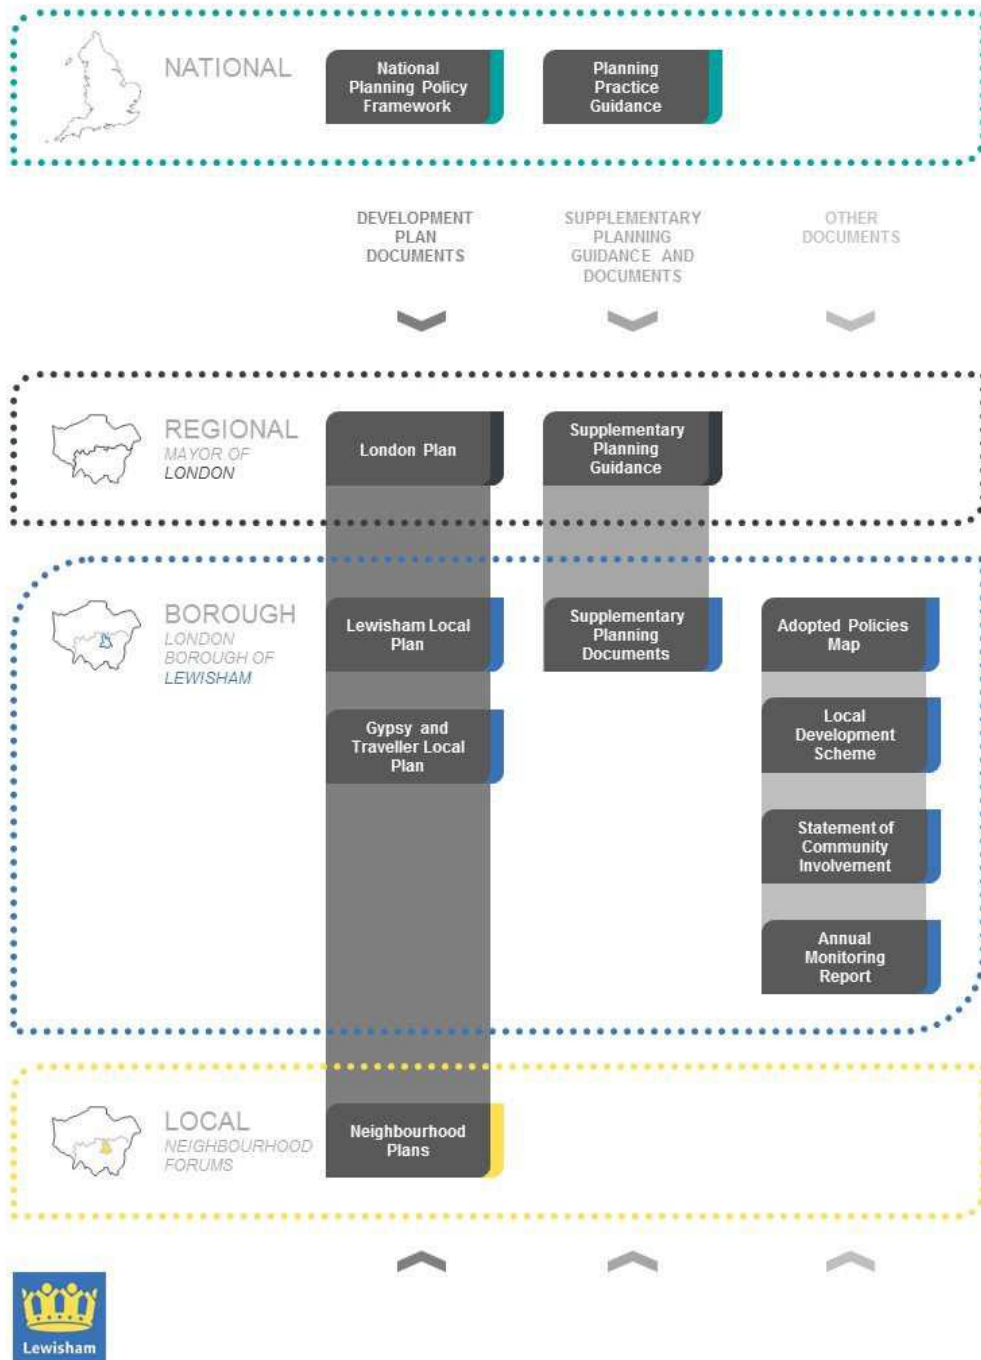 NATIONAL
National
Planning Policy
Framework
Planning
Practice
Guidance
DEVELOPMENT
PLAN
DOCUMENTS
SUPPLEMENTARY
PLANNING
GUIDANCE AND
DOCUMENTS
OTHER
DOCUMENTS
REGIONAL
MAYOR OF
LONDON
London Plan
Supplementary
Planning
Guidance
BOROUGH
LONDON
BOROUGH OF
LEWISHAM
Lewisham Local
Plan
Supplementary
Planning
Documents
Adopted Policies
Map
Gypsy and
Traveller Local
Plan
Local
Development
Scheme
Statement of
Community
Involvement
Annual
Monitoring
Report
LOCAL
NEIGHBOURHOOD
FORUMS
Neighbourhood
Plans
Lewisham